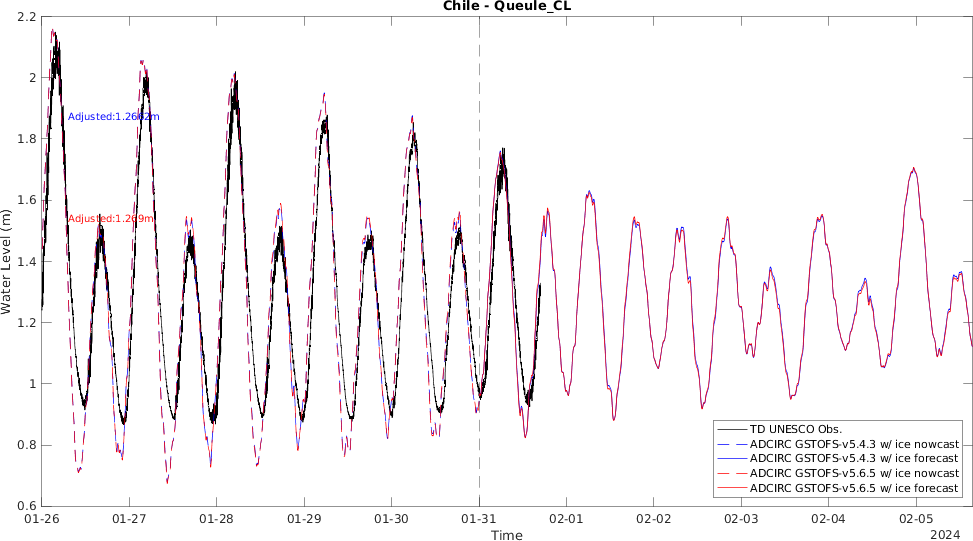 Chile - Queule_CL
2.2
2
1.8
1.6
1.4
1.2
1
0.8
0.6
Water Level (m)
Adjusted:1.2662m
Adjusted:1.269m
TD UNESCO Obs.
ADCIRC GSTOFS-v5.4.3 w/ ice nowcast
ADCIRC GSTOFS-v5.4.3 w/ ice forecast
ADCIRC GSTOFS-v5.6.5 w/ ice nowcast
ADCIRC GSTOFS-v5.6.5 w/ ice forecast
01-26 01-27 01-28 01-29 01-30 01-31 02-01 02-02 02-03 02-04 02-05
Time
2024